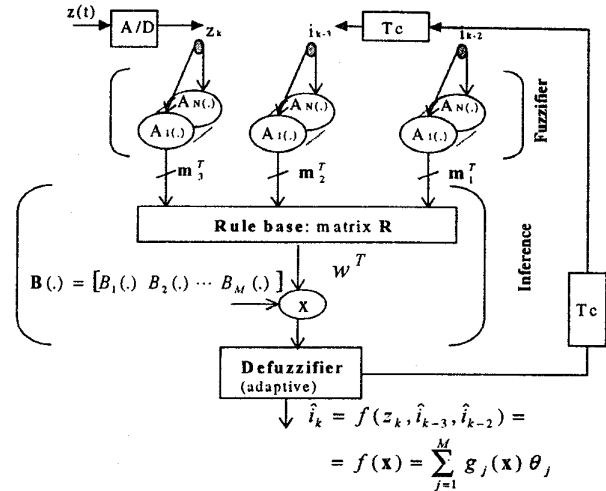 z(t)
A/D
z_k
i_{k-3}
Tc
i_{k-2}
A_N(.)
A_1(.)
A_N(.)
A_1(.)
A_N(.)
A_1(.)
Fuzzifier
m_3^T
m_2^T
m_1^T
Rule base: matrix R
w^T
B(.) = [B_1(.) B_2(.) ⋯ B_M(.)]
X
Inference
Tc
Defuzzifier
(adaptive)
î_k = f(z_k, î_{k-3}, î_{k-2}) =
= f(x) = ∑_{j=1}^{M} g_j(x) θ_j